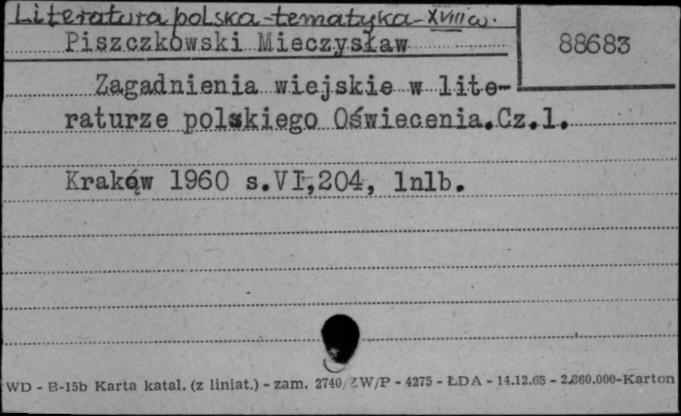 Literatura polska-tematyka-XVIII w.
Piszczkowski Mieczysław
88683
Zagadnienia wiejskie w lite-
raturze polskiego Oświecenia.Cz.1.
Kraków 1960 s.VI,204, 1nlb.
WD - B-15b Karta katal. (z liniat.) - zam. 2740/ZW/P - 4275 - ŁDA - 14.12.65 - 2.860.000-Karton